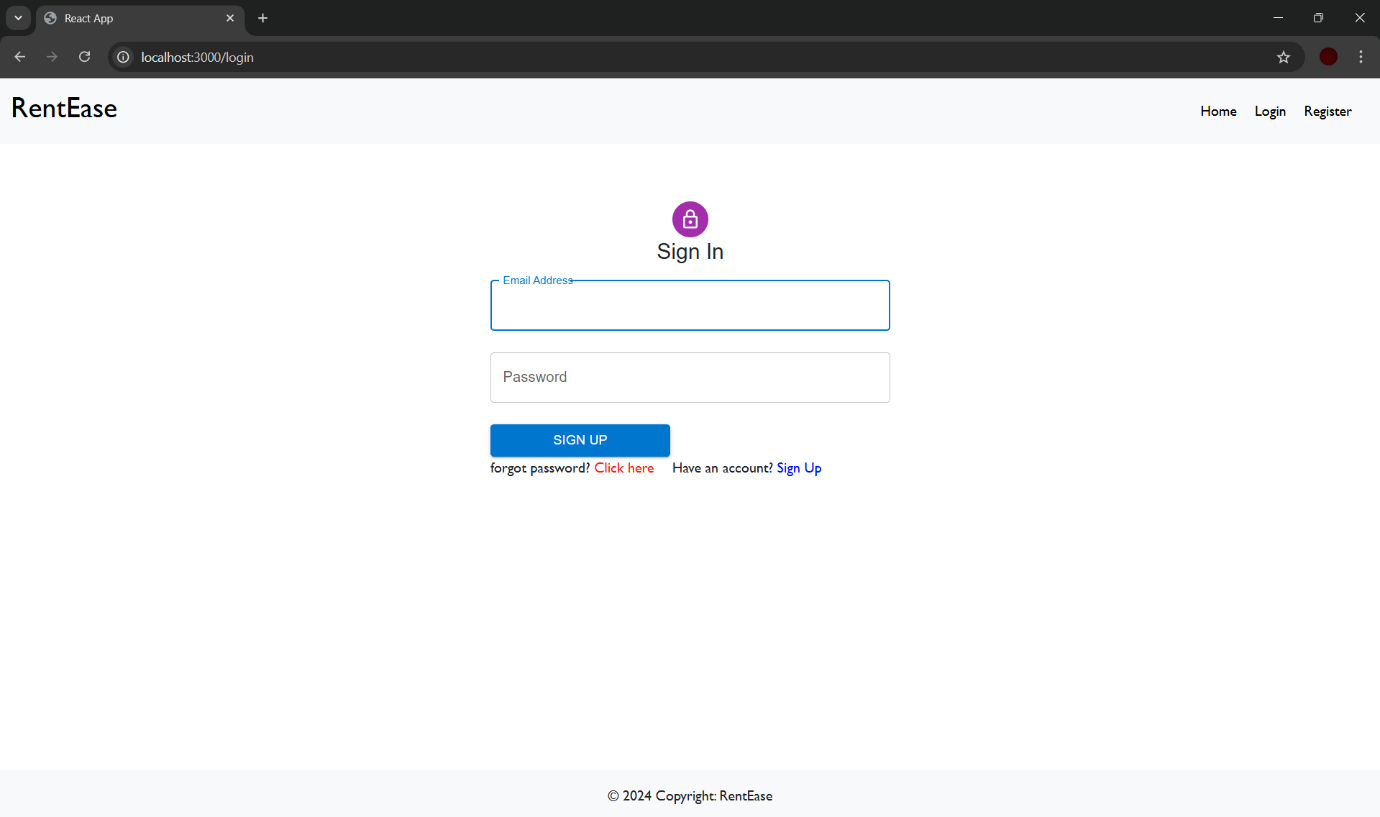 React App
localhost:3000/login
RentEase
Home Login Register
Sign In
Email Address
Password
SIGN UP
forgot password? Click here Have an account? Sign Up
© 2024 Copyright: RentEase